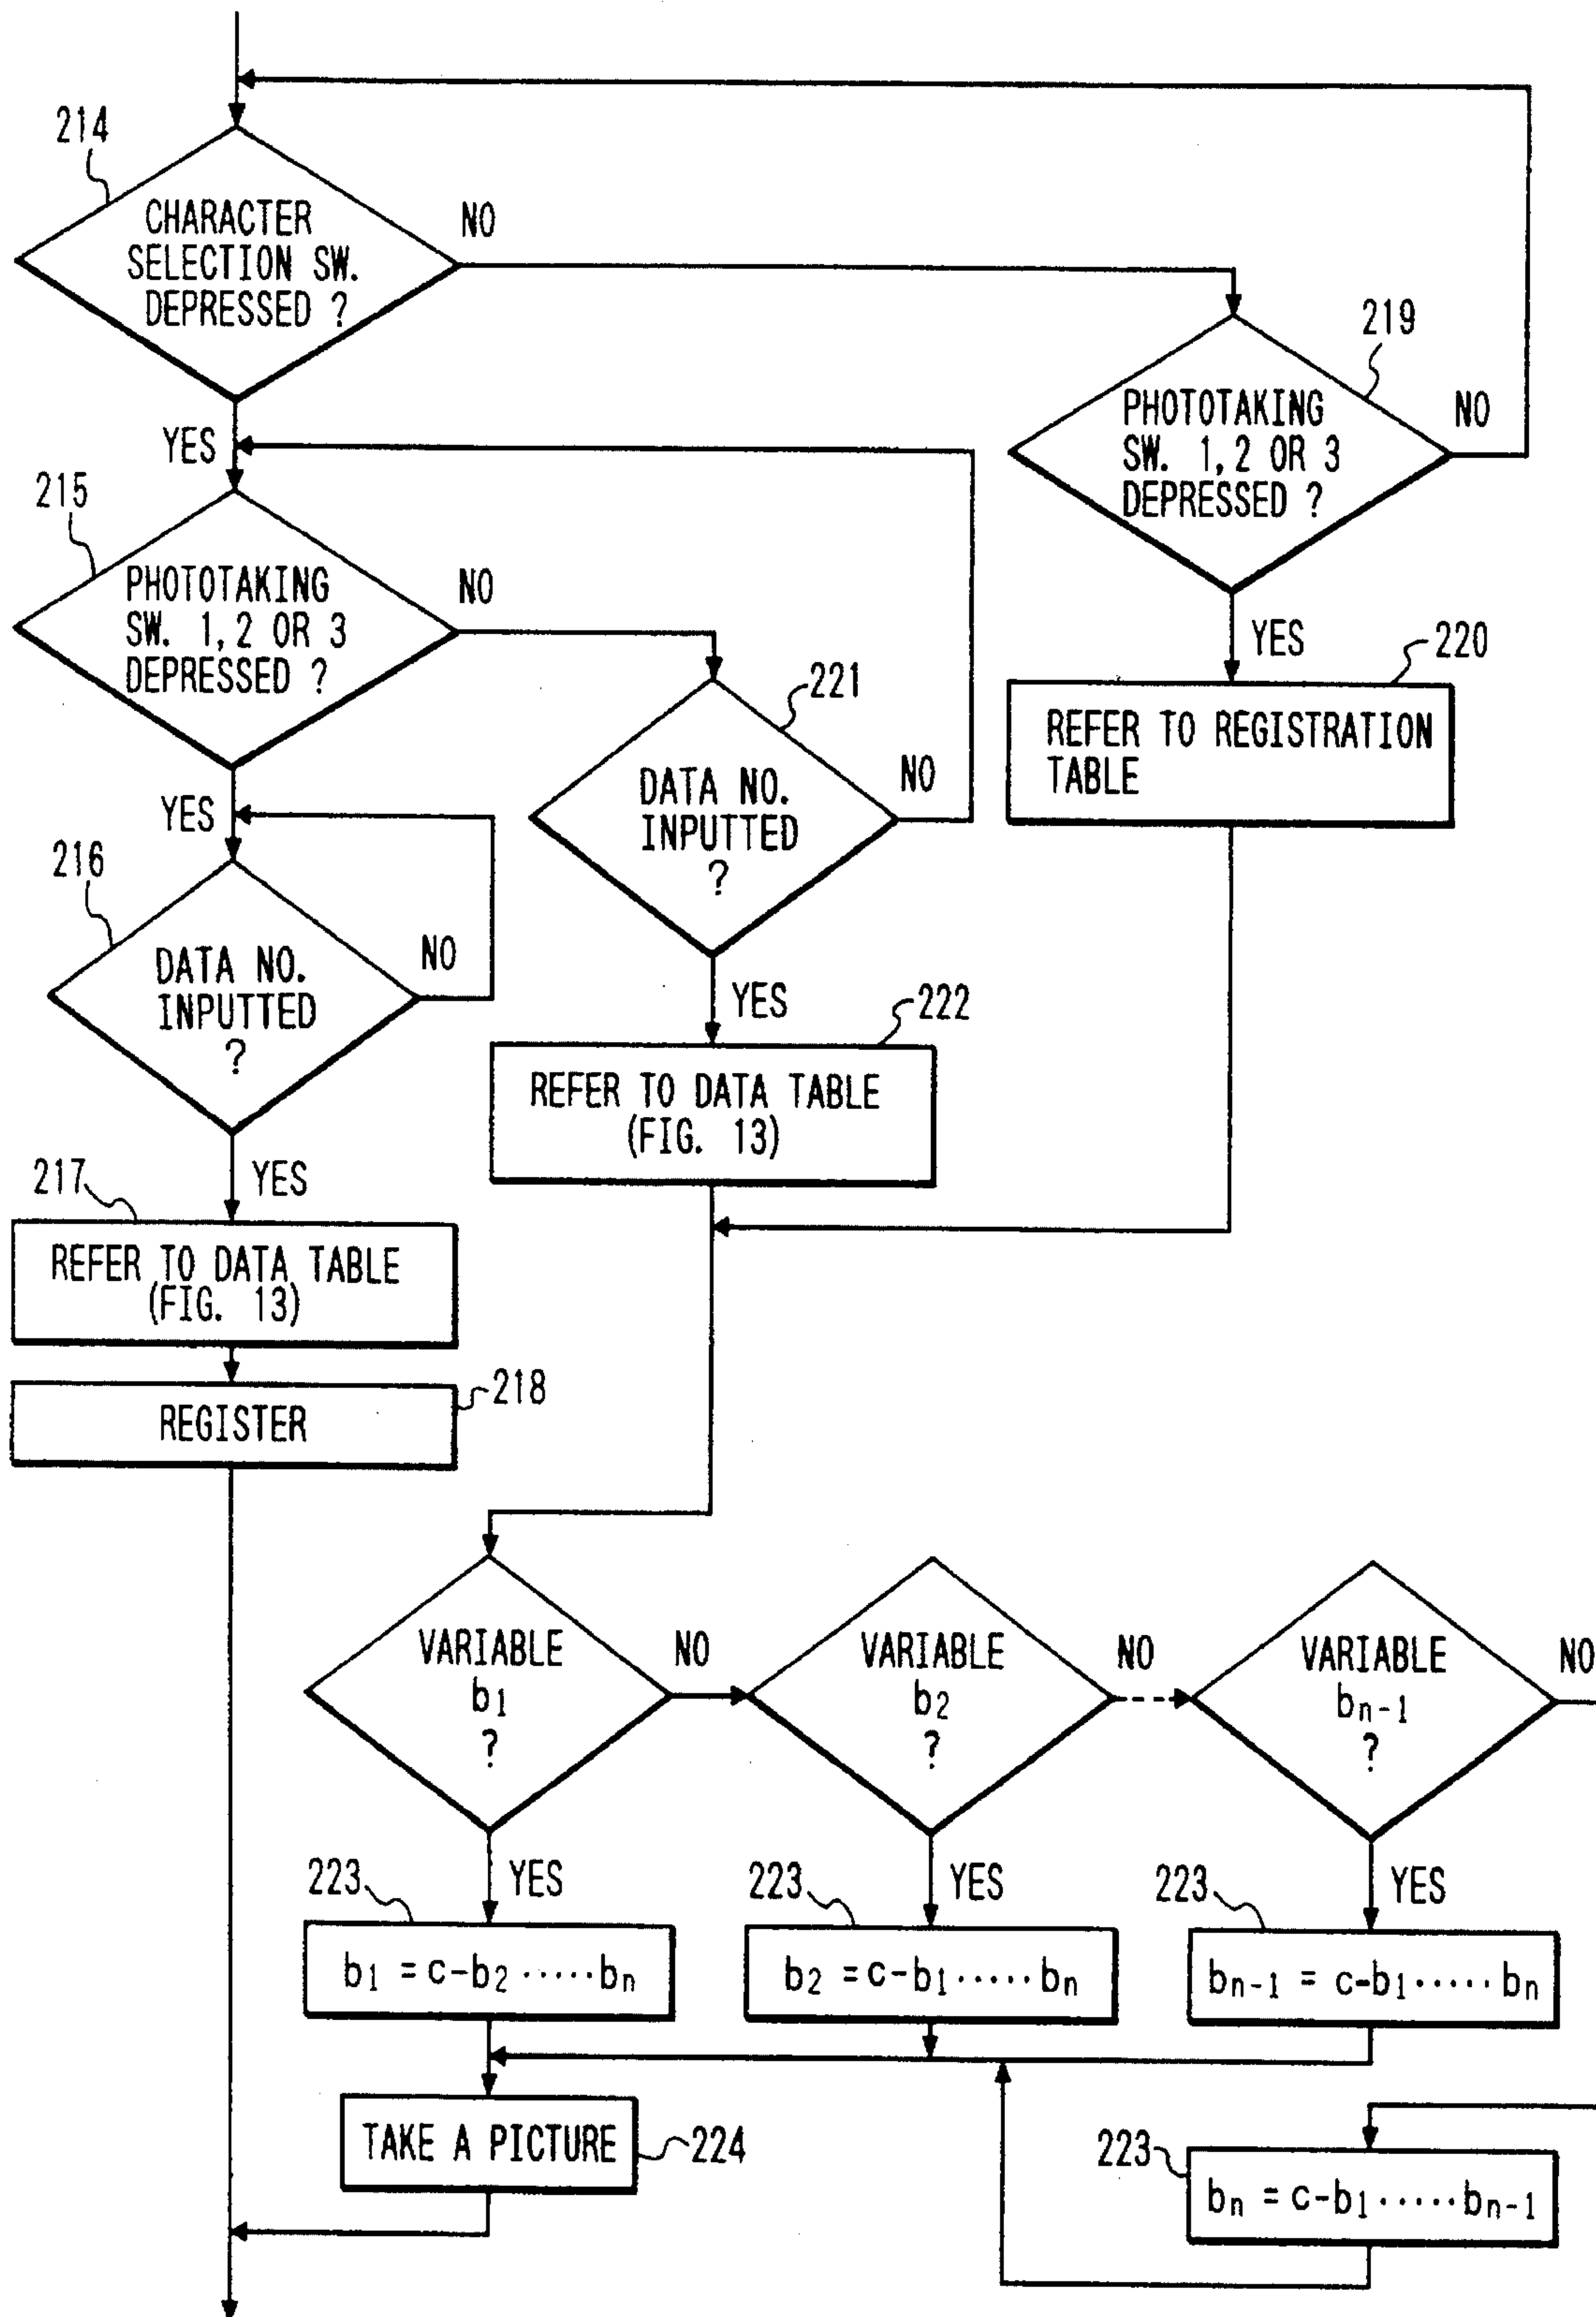 214
CHARACTER
SELECTION SW.
DEPRESSED ?
NO
YES
219
PHOTOTAKING
SW. 1, 2 OR 3
DEPRESSED ?
NO
YES
215
PHOTOTAKING
SW. 1, 2 OR 3
DEPRESSED ?
NO
YES
220
REFER TO REGISTRATION
TABLE
221
DATA NO.
INPUTTED
?
NO
YES
216
DATA NO.
INPUTTED
?
NO
YES
222
REFER TO DATA TABLE
(FIG. 13)
217
REFER TO DATA TABLE
(FIG. 13)
218
REGISTER
VARIABLE
b1
?
NO
YES
VARIABLE
b2
?
NO
YES
VARIABLE
bn-1
?
NO
YES
223
b1 = c-b2 ····· bn
223
b2 = c-b1 ····· bn
223
bn-1 = c-b1 ····· bn
TAKE A PICTURE
224
223
bn = c-b1 ····· bn-1